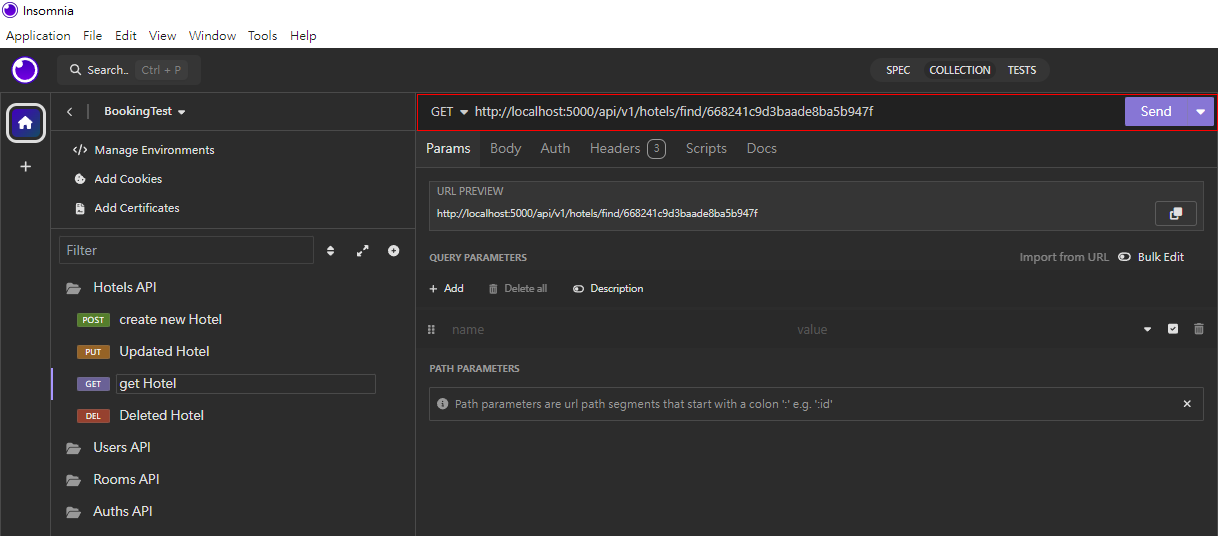 Insomnia
Application File Edit View Window Tools Help
Search.. Ctrl + P
SPEC COLLECTION TESTS
BookingTest
GET http://localhost:5000/api/v1/hotels/find/668241c9d3baade8ba5b947f Send
Manage Environments
Add Cookies
Add Certificates
Filter
Hotels API
POST create new Hotel
PUT Updated Hotel
GET get Hotel
DEL Deleted Hotel
Users API
Rooms API
Auths API
Params Body Auth Headers 3 Scripts Docs
URL PREVIEW
http://localhost:5000/api/v1/hotels/find/668241c9d3baade8ba5b947f
QUERY PARAMETERS Import from URL Bulk Edit
+ Add Delete all Description
name value
PATH PARAMETERS
Path parameters are url path segments that start with a colon ':' e.g. ':id'